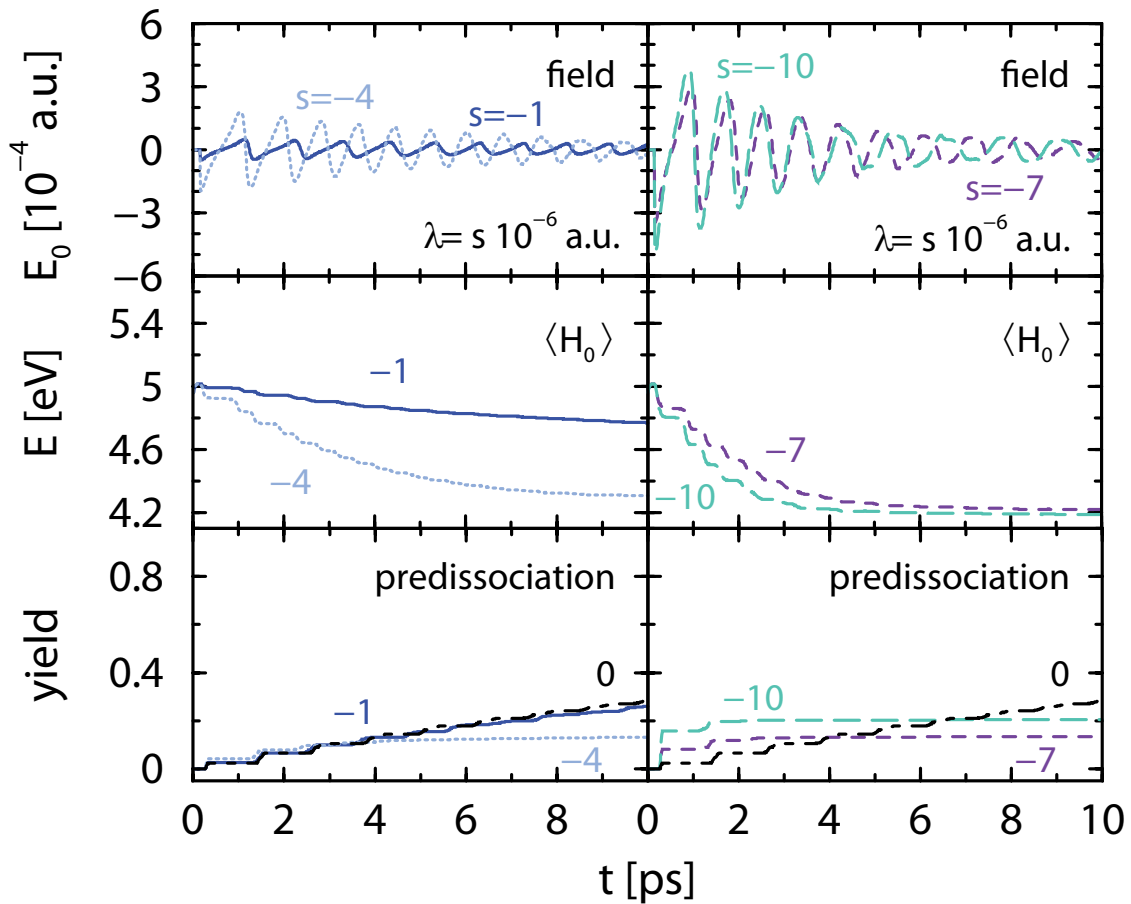 E₀ [10⁻⁴ a.u.]
6
3
0
−3
−6
s=−4
field
s=−1
λ= s 10⁻⁶ a.u.
s=−10
field
s=−7
λ= s 10⁻⁶ a.u.
E [eV]
5.4
5
4.6
4.2
⟨H₀⟩
−1
−4
⟨H₀⟩
−7
−10
yield
0.8
0.4
0
predissociation
0
−1
−4
predissociation
0
−10
−7
0 2 4 6 8 0 2 4 6 8 10
t [ps]